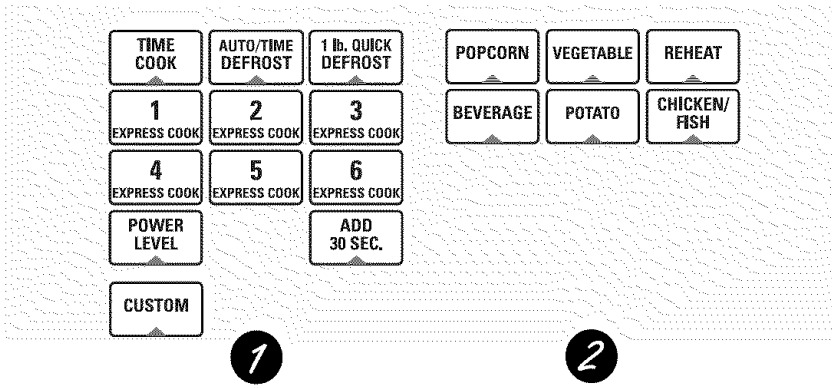 TIME
COOK
AUTO/TIME
DEFROST
1 lb. QUICK
DEFROST
1
EXPRESS COOK
2
EXPRESS COOK
3
EXPRESS COOK
4
EXPRESS COOK
5
EXPRESS COOK
6
EXPRESS COOK
POWER
LEVEL
ADD
30 SEC.
CUSTOM
1
POPCORN
VEGETABLE
REHEAT
BEVERAGE
POTATO
CHICKEN/
FISH
2